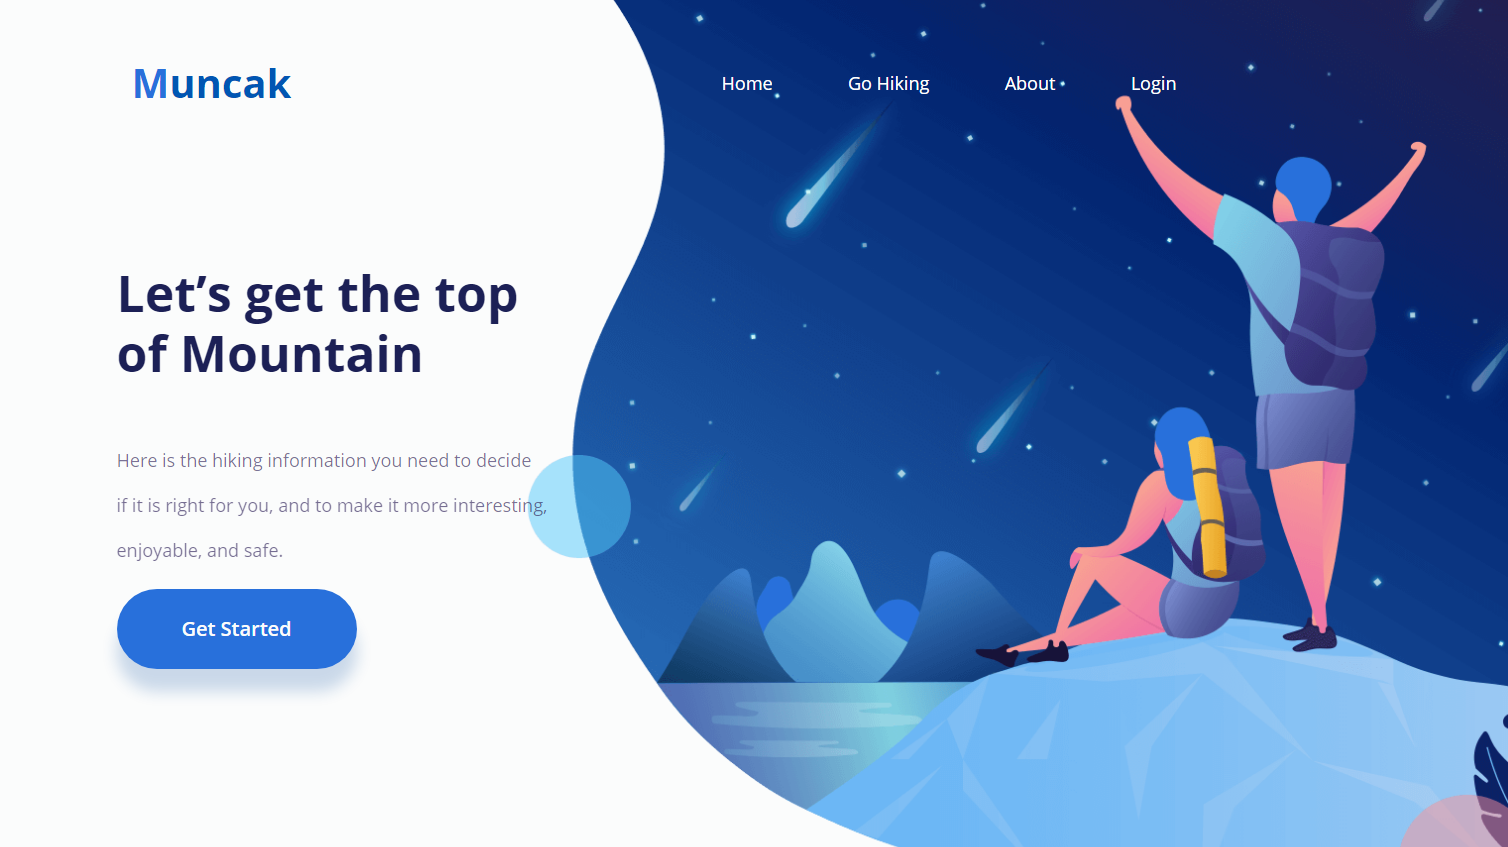 Muncak
Home
Go Hiking
About
Login
Let’s get the top
of Mountain
Here is the hiking information you need to decide
if it is right for you, and to make it more interesting,
enjoyable, and safe.
Get Started